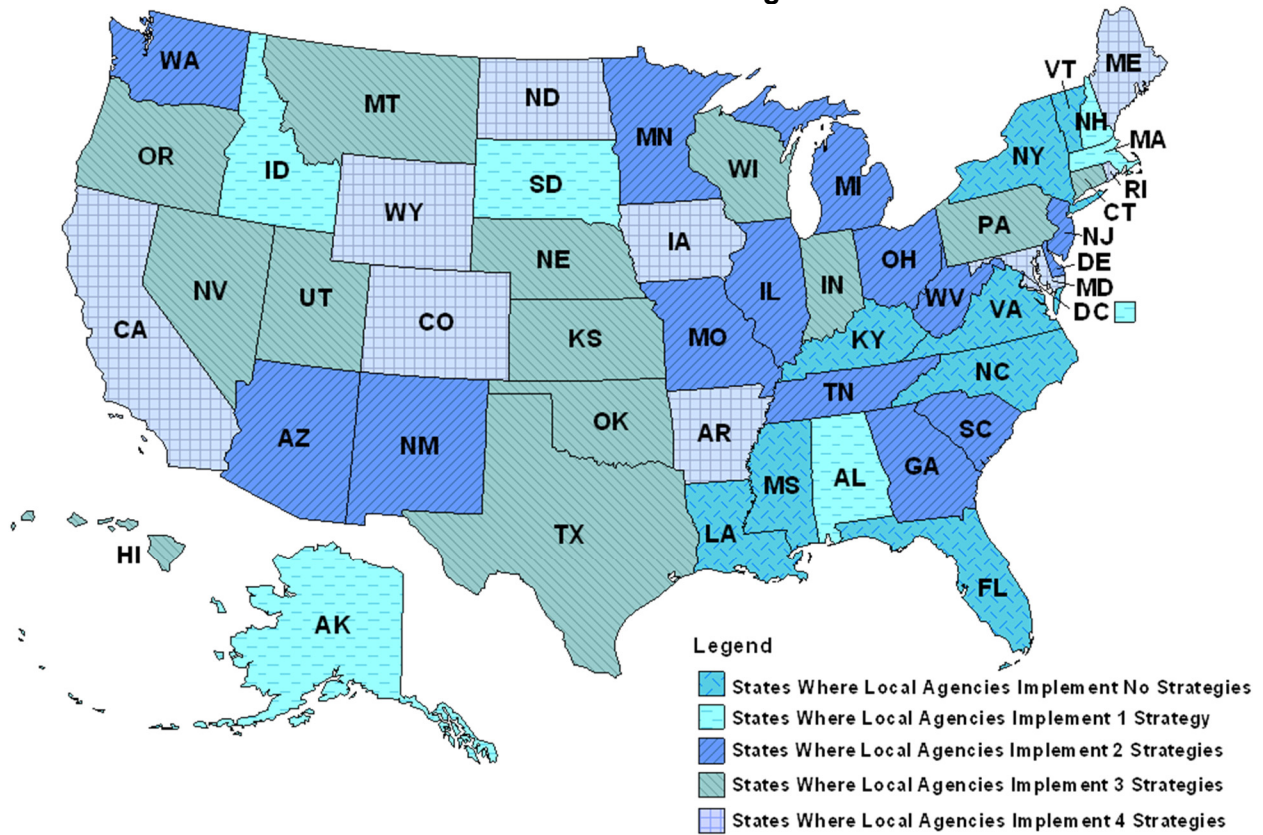 WA
MT
ND
MN
ME
VT
NH
OR
ID
SD
WI
MI
NY
MA
WY
RI
CT
IA
PA
NJ
NV
UT
NE
IL
IN
OH
DE
CA
CO
WV
MD
KS
MO
KY
VA
DC
TN
NC
AZ
NM
OK
AR
SC
MS
AL
GA
TX
LA
HI
FL
AK
Legend
States Where Local Agencies Implement No Strategies
States Where Local Agencies Implement 1 Strategy
States Where Local Agencies Implement 2 Strategies
States Where Local Agencies Implement 3 Strategies
States Where Local Agencies Implement 4 Strategies